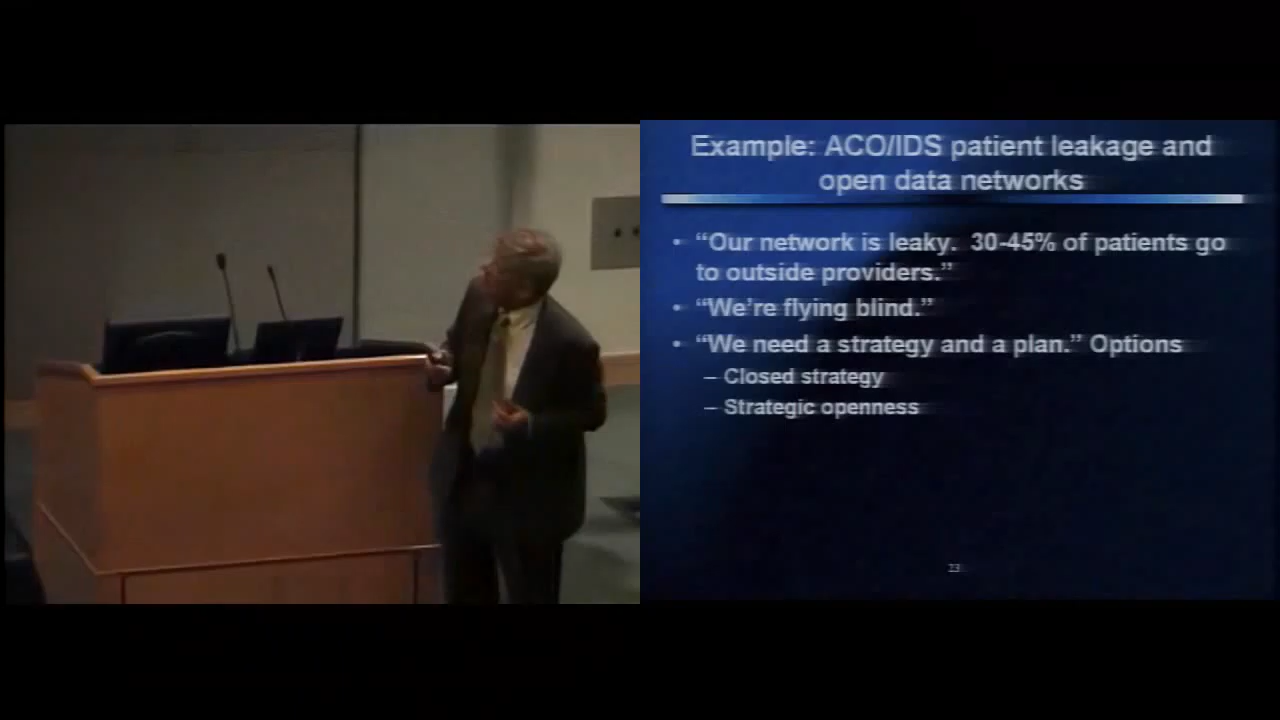 Example: ACO/IDS patient leakage and
open data networks
• “Our network is leaky.  30-45% of patients go
to outside providers.”
• “We’re flying blind.”
• “We need a strategy and a plan.” Options
– Closed strategy
– Strategic openness
23